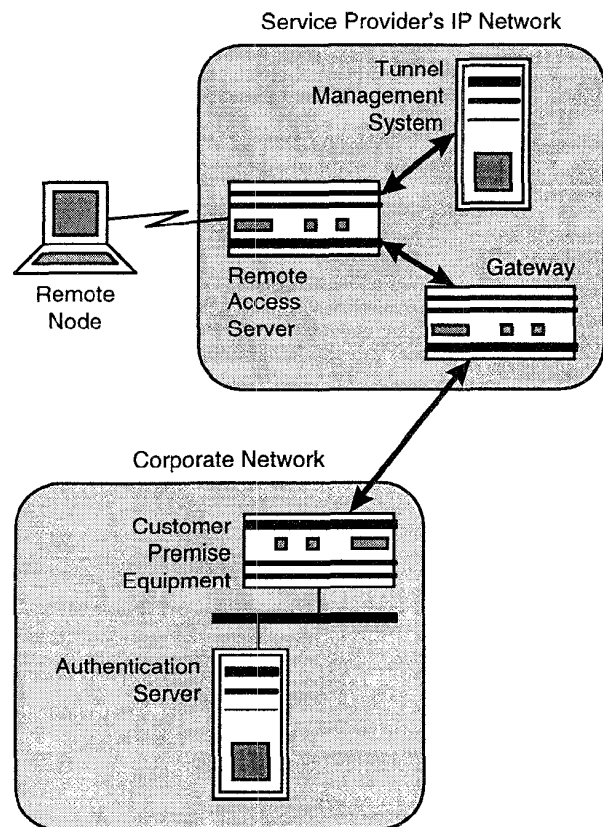 Service Provider's IP Network
Tunnel
Management
System
Remote
Node
Remote
Access
Server
Gateway
Corporate Network
Customer
Premise
Equipment
Authentication
Server